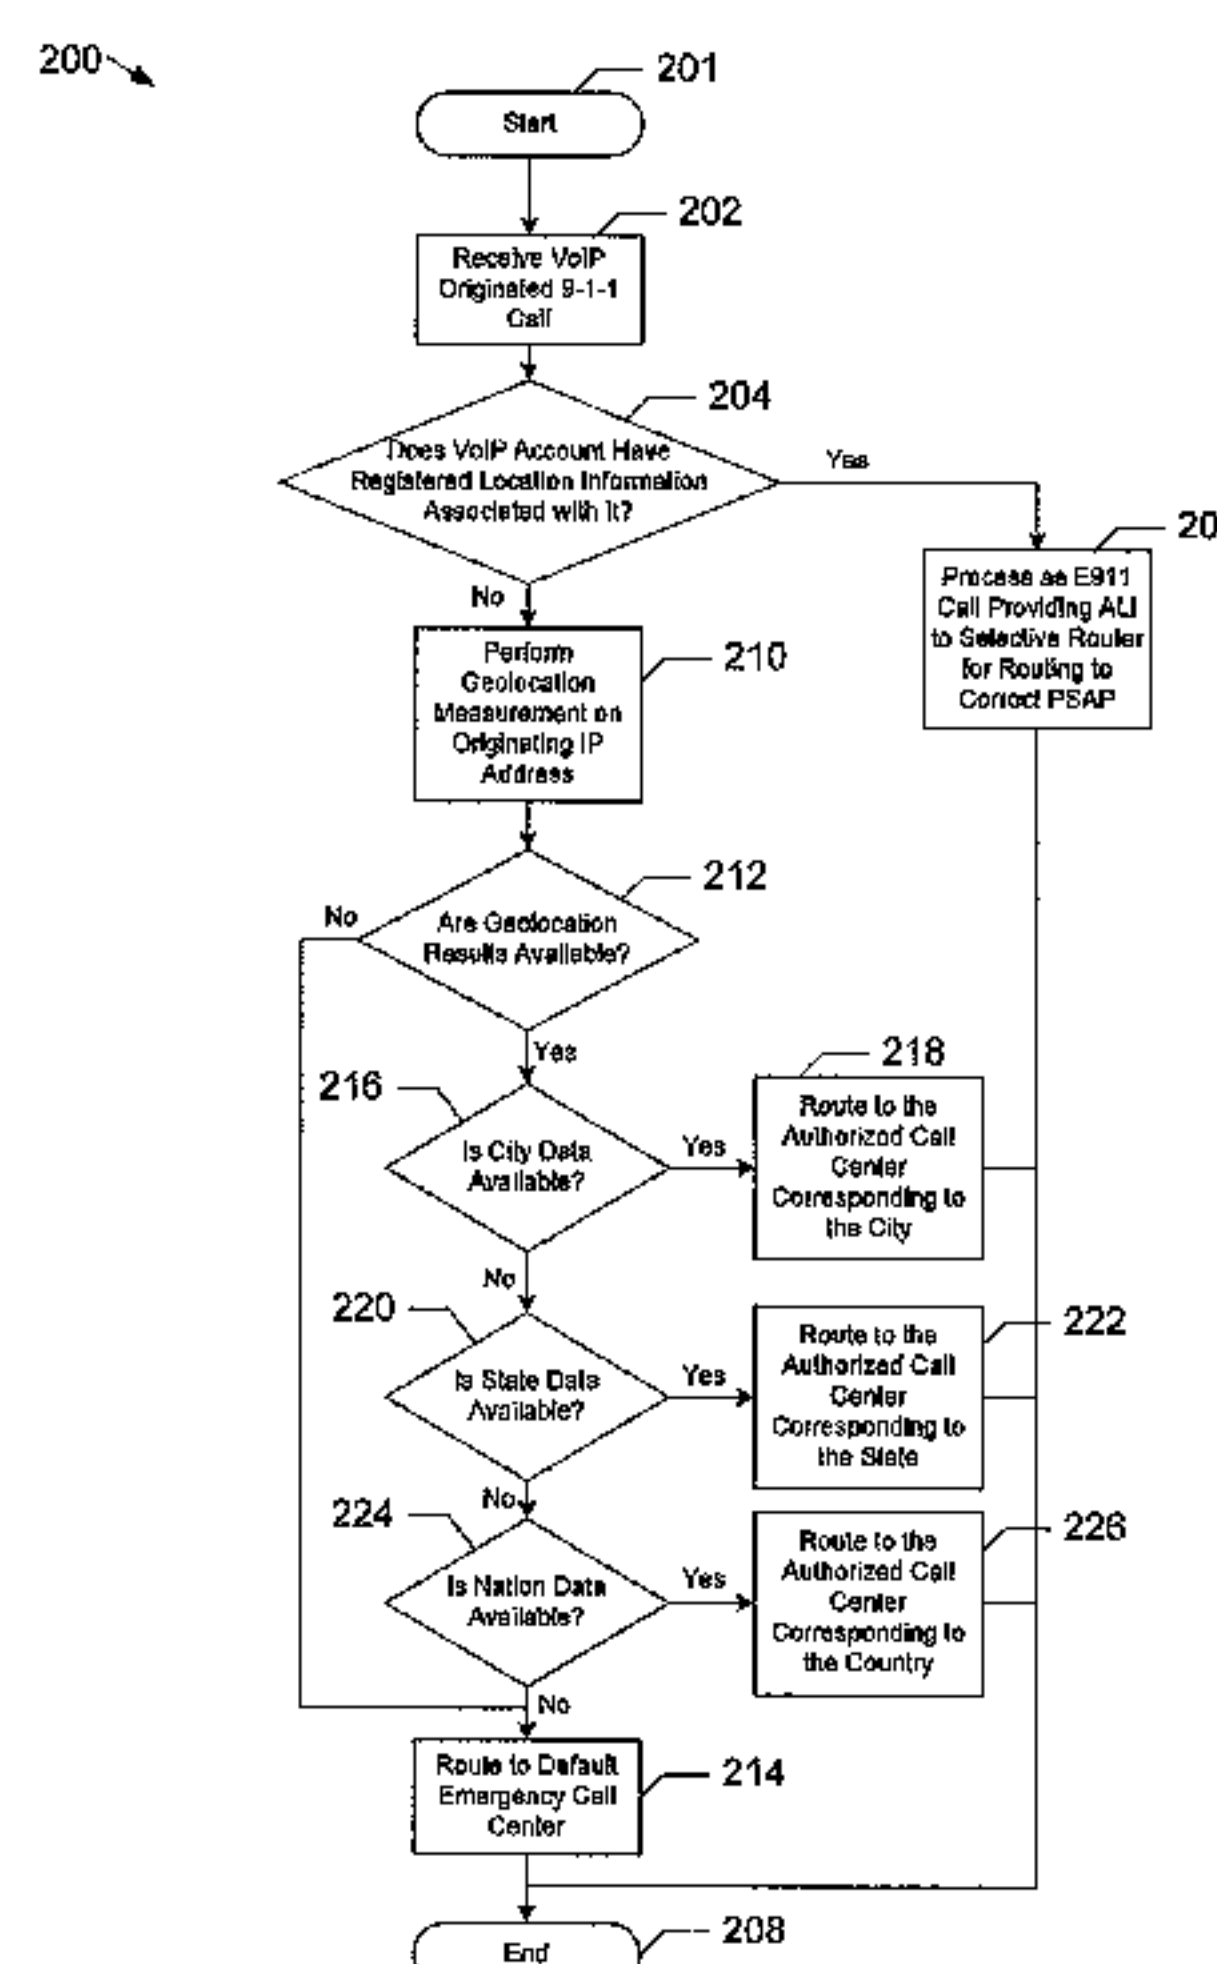 200
201
Start
202
Receive VoIP
Originated 9-1-1
Call
204
Does VoIP Account Have
Registered Location Information
Associated with It?
Yes
20
Process as E911
Call Providing ALI
to Selective Router
for Routing to
Correct PSAP
No
210
Perform
Geolocation
Measurement on
Originating IP
Address
212
No
Are Geolocation
Results Available?
Yes
216
Is City Data
Available?
Yes
218
Route to the
Authorized Call
Center
Corresponding to
the City
No
220
Is State Data
Available?
Yes
222
Route to the
Authorized Call
Center
Corresponding to
the State
No
224
Is Nation Data
Available?
Yes
226
Route to the
Authorized Call
Center
Corresponding to
the Country
No
214
Route to Default
Emergency Call
Center
208
End